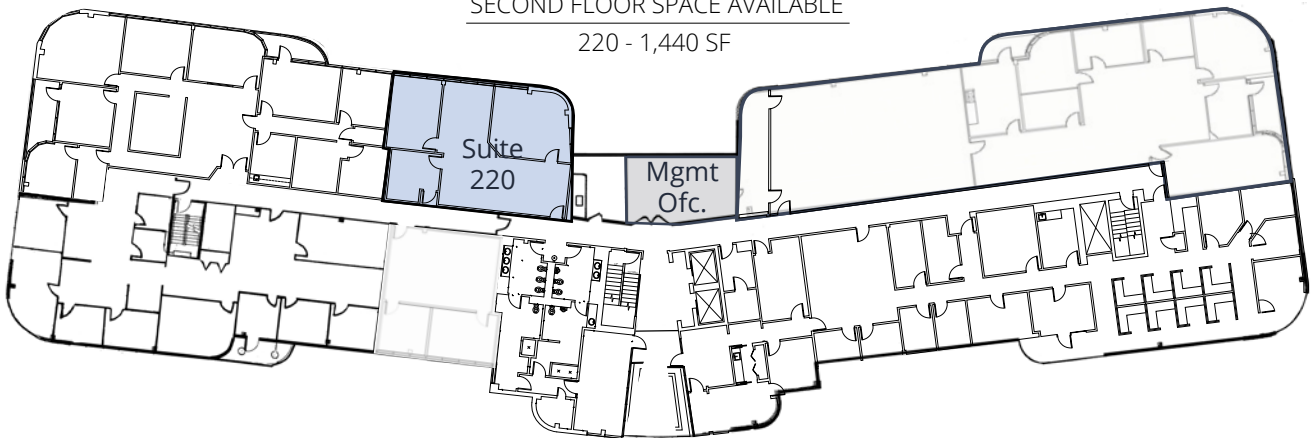 SECOND FLOOR SPACE AVAILABLE
220 - 1,440 SF
Suite
220
Mgmt
Ofc.